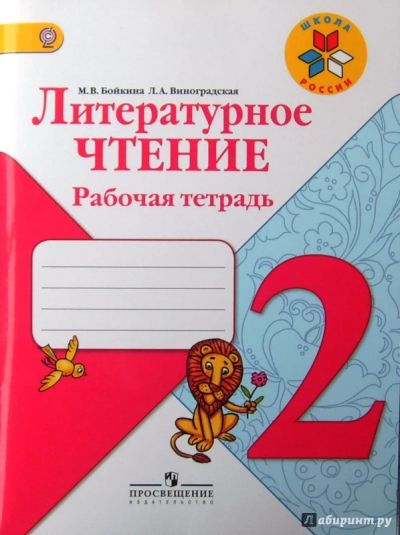 ШКОЛА
РОССИИ
М.В. Бойкина Л.А. Виноградская
Литературное
ЧТЕНИЕ
Рабочая тетрадь
2
ПРОСВЕЩЕНИЕ
ИЗДАТЕЛЬСТВО
Лабиринт.ру